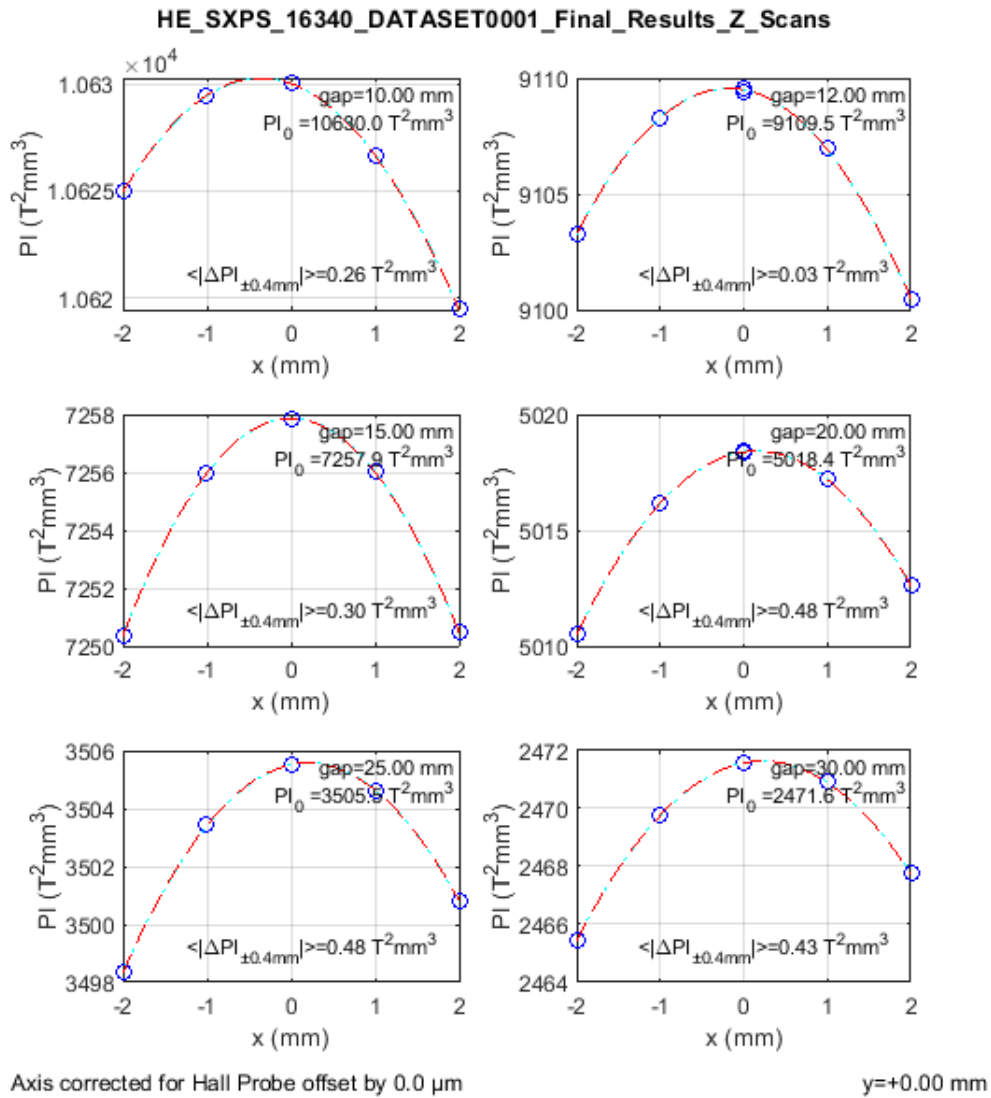 HE_SXPS_16340_DATASET0001_Final_Results_Z_Scans
×10⁴
1.063
1.0625
1.062
PI (T²mm³)
gap=10.00 mm
PI₀ =10630.0 T²mm³
<|ΔPI±0.4mm|>=0.26 T²mm³
-2 -1 0 1 2
x (mm)
9110
9105
9100
PI (T²mm³)
gap=12.00 mm
PI₀ =9109.5 T²mm³
<|ΔPI±0.4mm|>=0.03 T²mm³
-2 -1 0 1 2
x (mm)
7258
7256
7254
7252
7250
PI (T²mm³)
gap=15.00 mm
PI₀ =7257.9 T²mm³
<|ΔPI±0.4mm|>=0.30 T²mm³
-2 -1 0 1 2
x (mm)
5020
5015
5010
PI (T²mm³)
gap=20.00 mm
PI₀ =5018.4 T²mm³
<|ΔPI±0.4mm|>=0.48 T²mm³
-2 -1 0 1 2
x (mm)
3506
3504
3502
3500
3498
PI (T²mm³)
gap=25.00 mm
PI₀ =3505.5 T²mm³
<|ΔPI±0.4mm|>=0.48 T²mm³
-2 -1 0 1 2
x (mm)
2472
2470
2468
2466
2464
PI (T²mm³)
gap=30.00 mm
PI₀ =2471.6 T²mm³
<|ΔPI±0.4mm|>=0.43 T²mm³
-2 -1 0 1 2
x (mm)
Axis corrected for Hall Probe offset by 0.0 μm
y=+0.00 mm